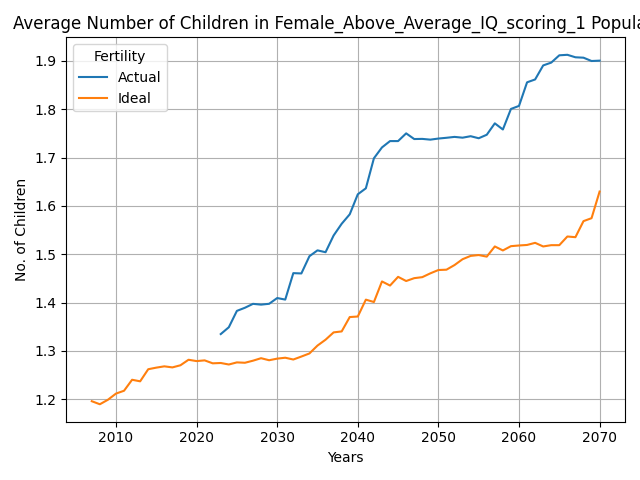 Average Number of Children in Female_Above_Average_IQ_scoring_1 Popula
Fertility
Actual
Ideal
1.9
1.8
1.7
1.6
1.5
1.4
1.3
1.2
No. of Children
2010 2020 2030 2040 2050 2060 2070
Years